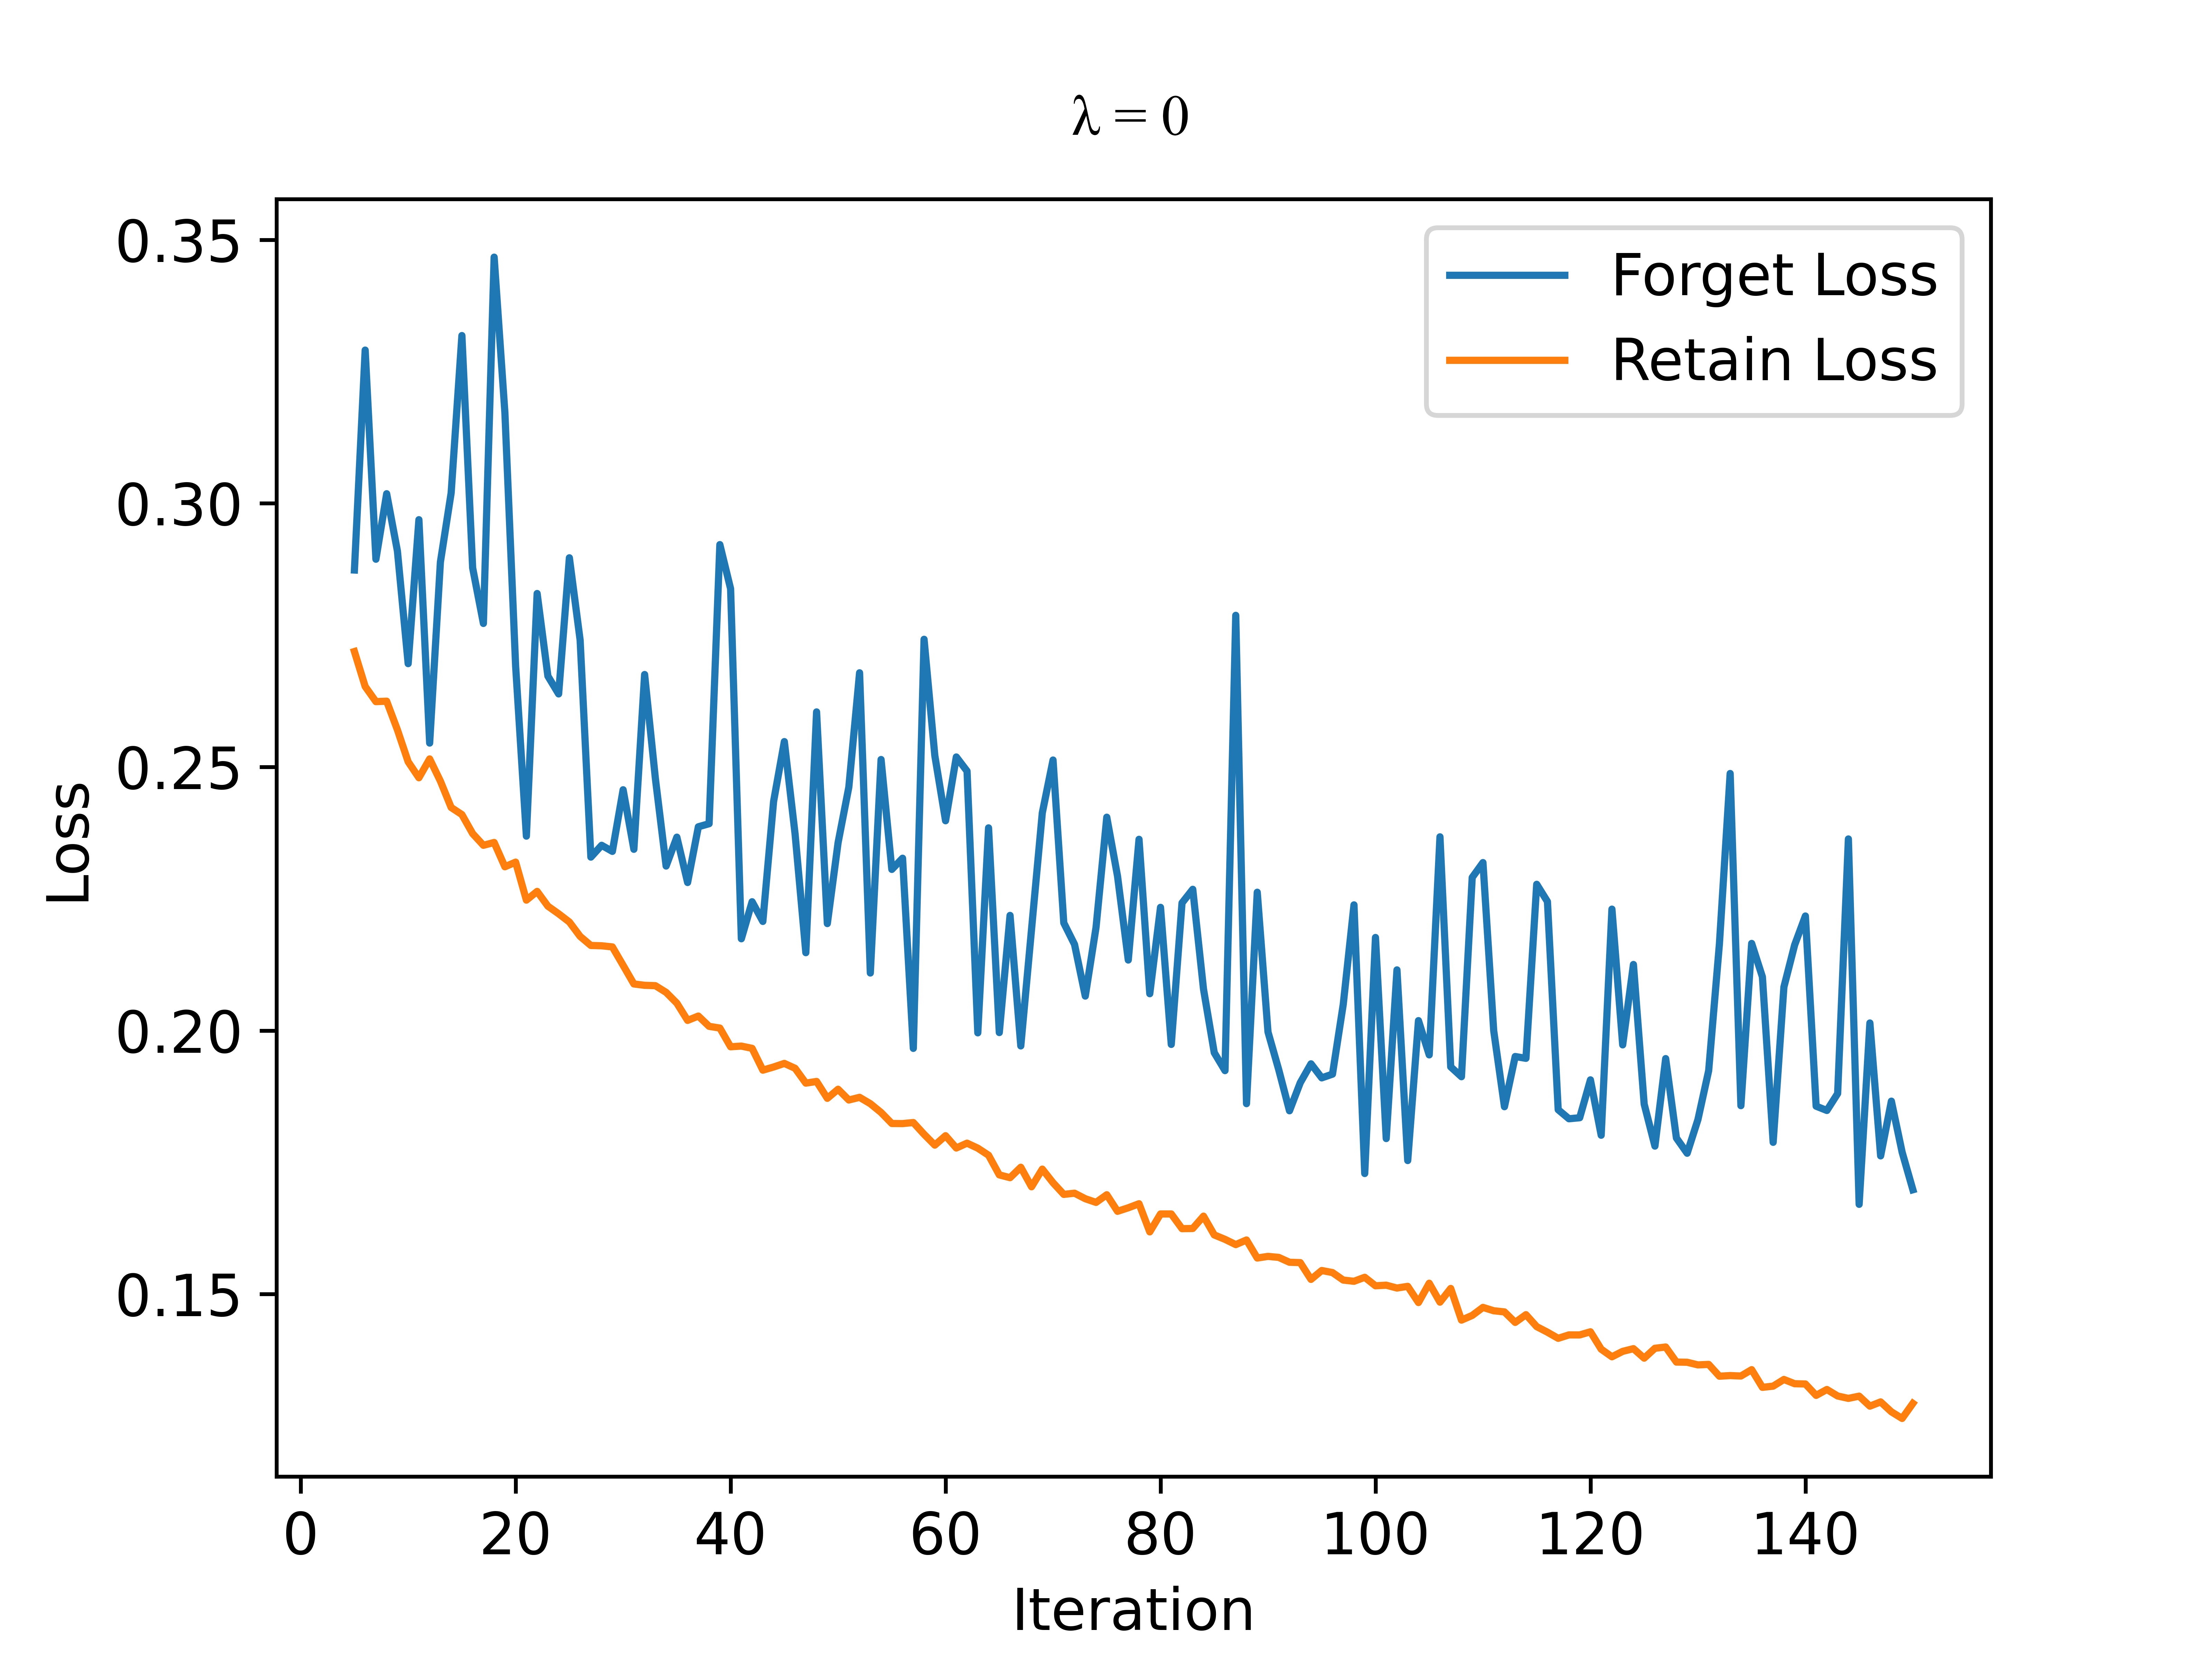 λ = 0
Forget Loss
Retain Loss
0.35
0.30
0.25
0.20
0.15
Loss
0 20 40 60 80 100 120 140
Iteration